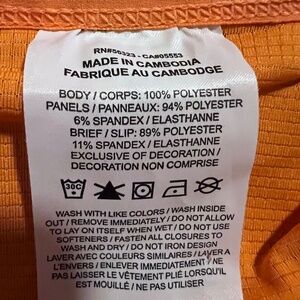 RN#56323 - CA#05553
MADE IN CAMBODIA
FABRIQUE AU CAMBODGE
BODY / CORPS: 100% POLYESTER
PANELS / PANNEAUX: 94% POLYESTER
6% SPANDEX / ELASTHANNE
BRIEF / SLIP: 89% POLYESTER
11% SPANDEX / ELASTHANNE
EXCLUSIVE OF DECORATION /
DECORATION NON COMPRISE
30C
WASH WITH LIKE COLORS / WASH INSIDE
OUT / REMOVE IMMEDIATELY / DO NOT ALLOW
TO LAY ON ITSELF WHEN WET / DO NOT USE
SOFTENERS / FASTEN ALL CLOSURES TO
WASH AND DRY / DO NOT IRON DESIGN
LAVER AVEC COULEURS SIMILAIRES / LAVER A
L'ENVERS / ENLEVER IMMEDIATEMENT / NE
PAS LAISSER LE VÊTEMENT PLIÉ LORSQU'IL
EST MOUILLÉ / NE PAS